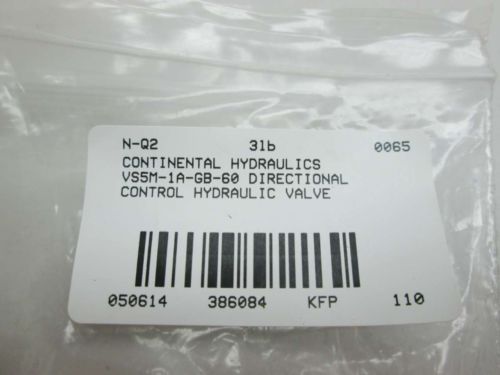 N-Q2 3lb 0065
CONTINENTAL HYDRAULICS
VS5M-1A-GB-60 DIRECTIONAL
CONTROL HYDRAULIC VALVE
050614 386084 KFP 110